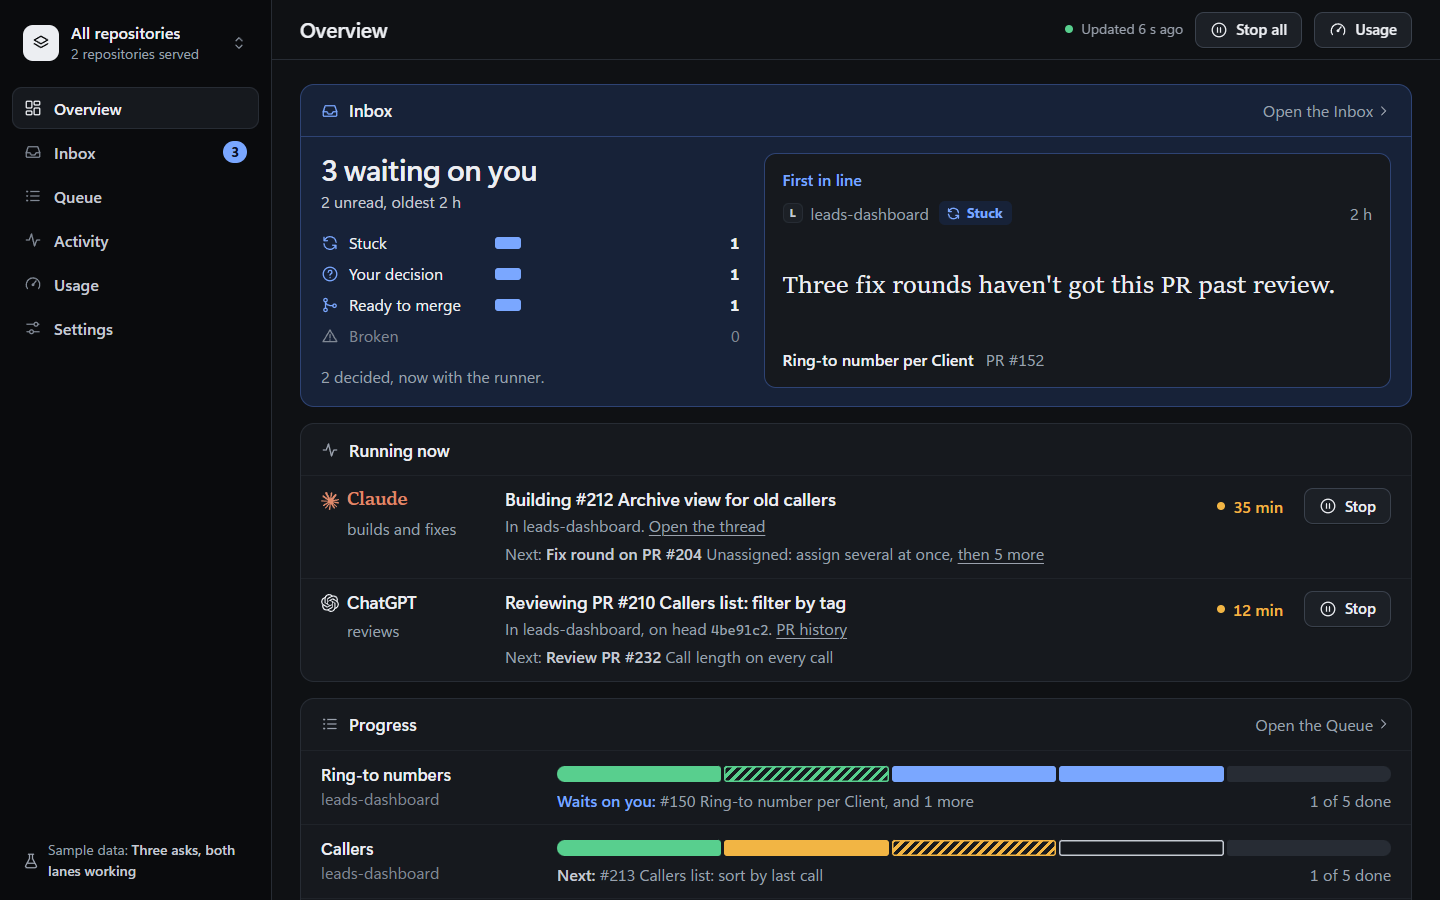 All repositories
2 repositories served
Overview
Inbox 3
Queue
Activity
Usage
Settings
Sample data: Three asks, both
lanes working
Overview
Updated 6 s ago
Stop all
Usage
Inbox
Open the Inbox
3 waiting on you
2 unread, oldest 2 h
Stuck 1
Your decision 1
Ready to merge 1
Broken 0
2 decided, now with the runner.
First in line
L leads-dashboard Stuck 2 h
Three fix rounds haven't got this PR past review.
Ring-to number per Client PR #152
Running now
Claude
builds and fixes
Building #212 Archive view for old callers
In leads-dashboard. Open the thread
Next: Fix round on PR #204 Unassigned: assign several at once, then 5 more
35 min
Stop
ChatGPT
reviews
Reviewing PR #210 Callers list: filter by tag
In leads-dashboard, on head 4be91c2. PR history
Next: Review PR #232 Call length on every call
12 min
Stop
Progress
Open the Queue
Ring-to numbers
leads-dashboard
Waits on you: #150 Ring-to number per Client, and 1 more
1 of 5 done
Callers
leads-dashboard
Next: #213 Callers list: sort by last call
1 of 5 done